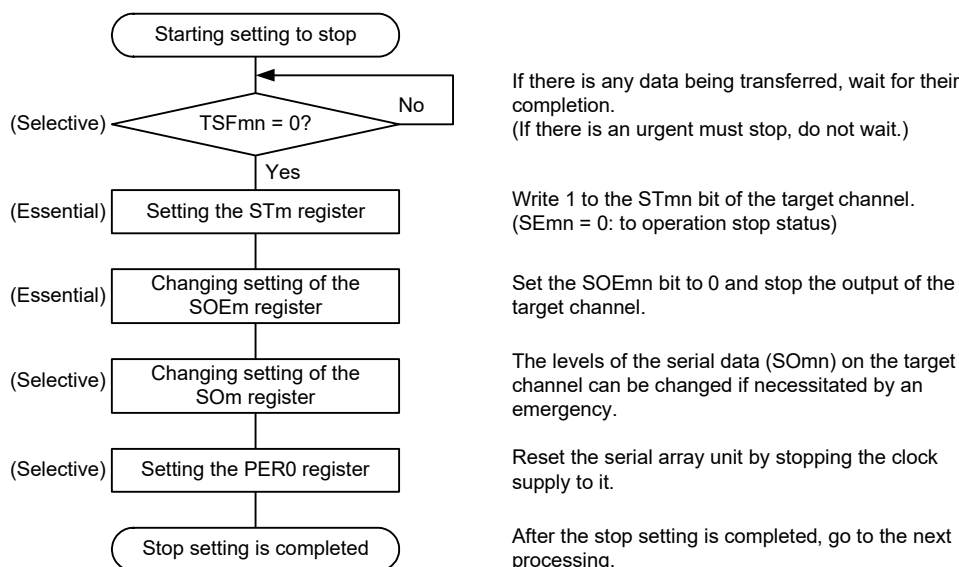 Starting setting to stop
If there is any data being transferred, wait for their
completion.
(If there is an urgent must stop, do not wait.)
(Selective)
TSFmn = 0?
No
Yes
(Essential)
Setting the STm register
Write 1 to the STmn bit of the target channel.
(SEmn = 0: to operation stop status)
(Essential)
Changing setting of the
SOEm register
Set the SOEmn bit to 0 and stop the output of the
target channel.
(Selective)
Changing setting of the
SOm register
The levels of the serial data (SOmn) on the target
channel can be changed if necessitated by an
emergency.
(Selective)
Setting the PER0 register
Reset the serial array unit by stopping the clock
supply to it.
Stop setting is completed
After the stop setting is completed, go to the next
processing.